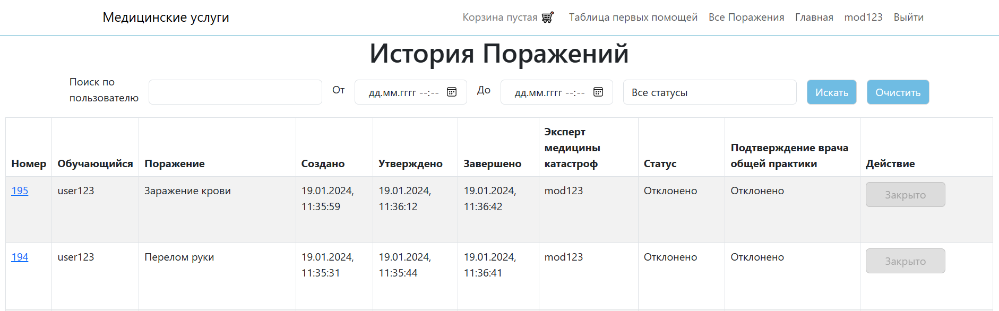 Медицинские услуги
Корзина пустая
Таблица первых помощей
Все Поражения
Главная
mod123
Выйти
История Поражений
Поиск по
пользователю
От
дд.мм.гггг --:--
До
дд.мм.гггг --:--
Все статусы
Искать
Очистить
Номер
Обучающийся
Поражение
Создано
Утверждено
Завершено
Эксперт
медицины
катастроф
Статус
Подтверждение врача
общей практики
Действие
195
user123
Заражение крови
19.01.2024,
11:35:59
19.01.2024,
11:36:12
19.01.2024,
11:36:42
mod123
Отклонено
Отклонено
Закрыто
194
user123
Перелом руки
19.01.2024,
11:35:31
19.01.2024,
11:35:44
19.01.2024,
11:36:41
mod123
Отклонено
Отклонено
Закрыто